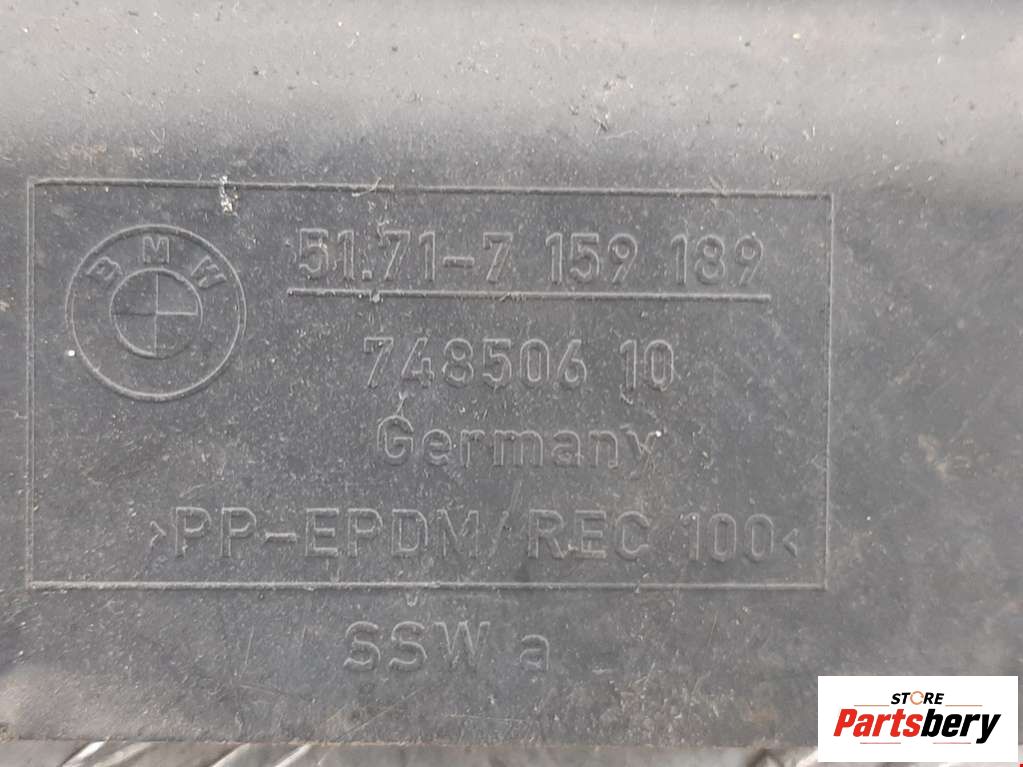 BMW
51.71-7 159 189
748506 10
Germany
>PP-EPDM/REC 100<
SSW a
STORE
Partsbery